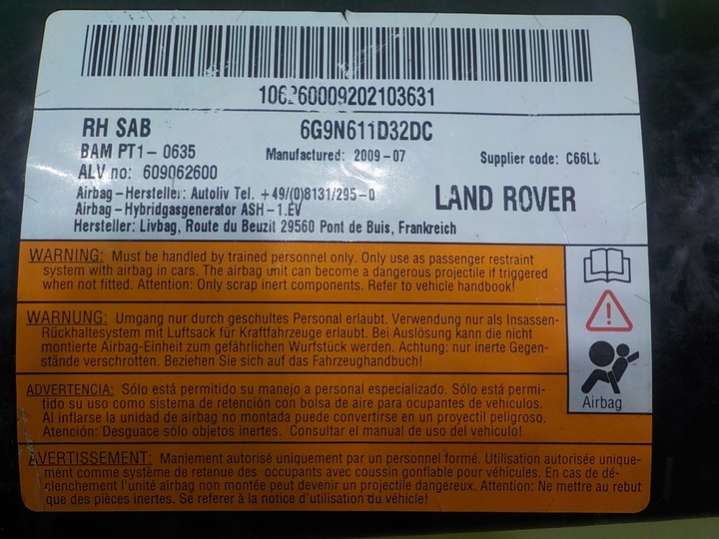 106260009202103631
RH SAB
6G9N611D32DC
BAM PT1-0635
Manufactured: 2009-07
Supplier code: C66LL
ALV no: 609062600
Airbag-Hersteller: Autoliv Tel. +49/(0)8131/295-0
LAND ROVER
Airbag-Hybridgasgenerator ASH-1.EV
Hersteller: Livbag, Route du Beuzit 29560 Pont de Buis, Frankreich
WARNING: Must be handled by trained personnel only. Only use as passenger restraint
system with airbag in cars. The airbag unit can become a dangerous projectile if triggered
when not fitted. Attention: Only scrap inert components. Refer to vehicle handbook!
WARNUNG: Umgang nur durch geschultes Personal erlaubt. Verwendung nur als Insassen-
Rückhaltesystem mit Luftsack für Kraftfahrzeuge erlaubt. Bei Auslösung kann die nicht
montierte Airbag-Einheit zum gefährlichen Wurfstück werden. Achtung: nur inerte Gegen-
stände verschrotten. Beziehen Sie sich auf das Fahrzeughandbuch!
Airbag
ADVERTENCIA: Sólo está permitido su manejo a personal especializado. Sólo está permi-
tido su uso como sistema de retención con bolsa de aire para ocupantes de vehículos.
Al inflarse la unidad de airbag no montada puede convertirse en un proyectil peligroso.
Atención: Desguace sólo objetos inertes. Consultar el manual de uso del vehículo!
AVERTISSEMENT: Maniement autorisé uniquement par un personnel formé. Utilisation autorisée unique-
ment comme système de retenue des occupants avec coussin gonflable pour véhicules. En cas de dé-
clenchement l'unité airbag non montée peut devenir un projectile dangereux. Attention: Ne mettre au rebut
que des pièces inertes. Se referer à la notice d'utilisation du véhicle!